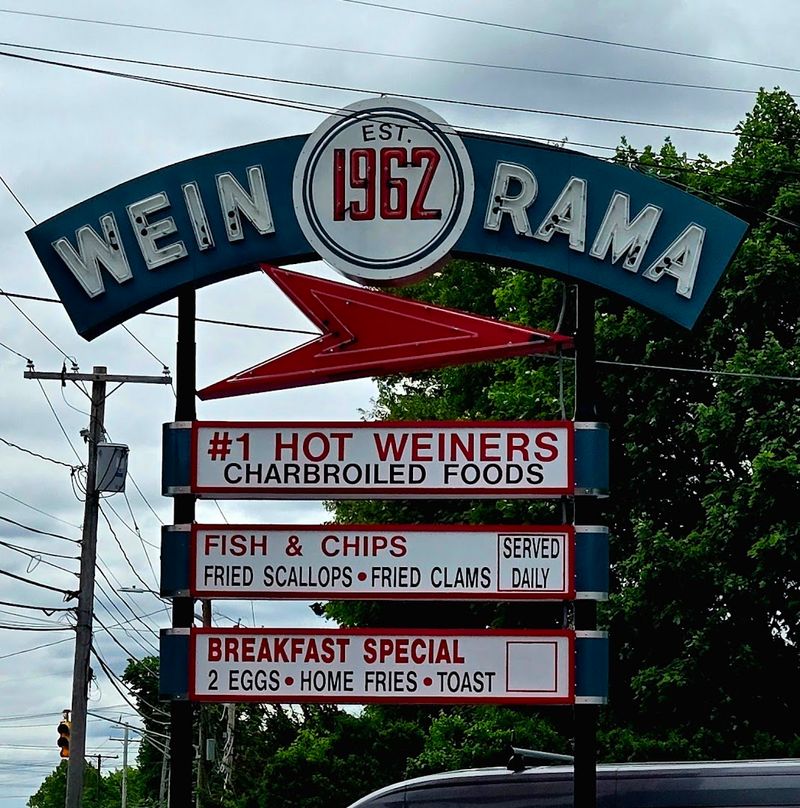 EST.
1962
WEIN RAMA
#1 HOT WEINERS
CHARBROILED FOODS
FISH & CHIPS
FRIED SCALLOPS • FRIED CLAMS
SERVED
DAILY
BREAKFAST SPECIAL
2 EGGS • HOME FRIES • TOAST